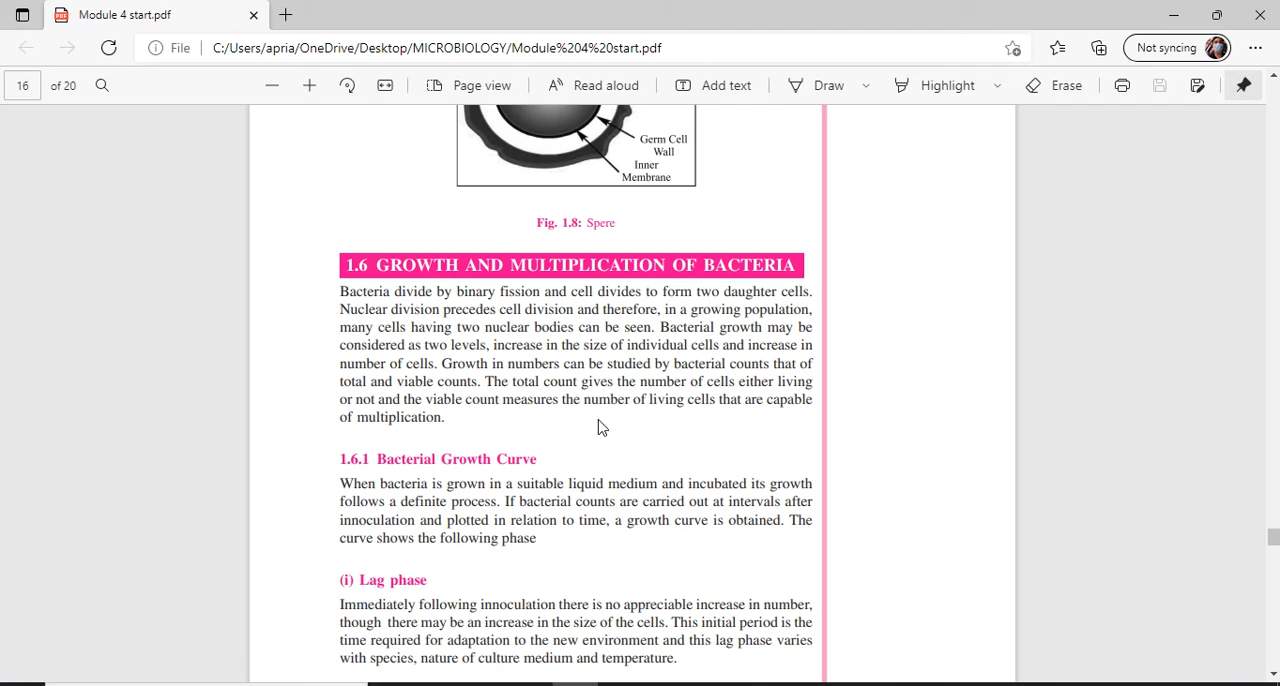 Module 4 start.pdf
File
C:/Users/apria/OneDrive/Desktop/MICROBIOLOGY/Module%204%20start.pdf
Not syncing
16 of 20
Page view
Read aloud
Add text
Draw
Highlight
Erase
Germ Cell
Wall
Inner
Membrane
Fig. 1.8: Spere
1.6 GROWTH AND MULTIPLICATION OF BACTERIA
Bacteria divide by binary fission and cell divides to form two daughter cells.
Nuclear division precedes cell division and therefore, in a growing population,
many cells having two nuclear bodies can be seen. Bacterial growth may be
considered as two levels, increase in the size of individual cells and increase in
number of cells. Growth in numbers can be studied by bacterial counts that of
total and viable counts. The total count gives the number of cells either living
or not and the viable count measures the number of living cells that are capable
of multiplication.
1.6.1 Bacterial Growth Curve
When bacteria is grown in a suitable liquid medium and incubated its growth
follows a definite process. If bacterial counts are carried out at intervals after
innoculation and plotted in relation to time, a growth curve is obtained. The
curve shows the following phase
(i) Lag phase
Immediately following innoculation there is no appreciable increase in number,
though there may be an increase in the size of the cells. This initial period is the
time required for adaptation to the new environment and this lag phase varies
with species, nature of culture medium and temperature.